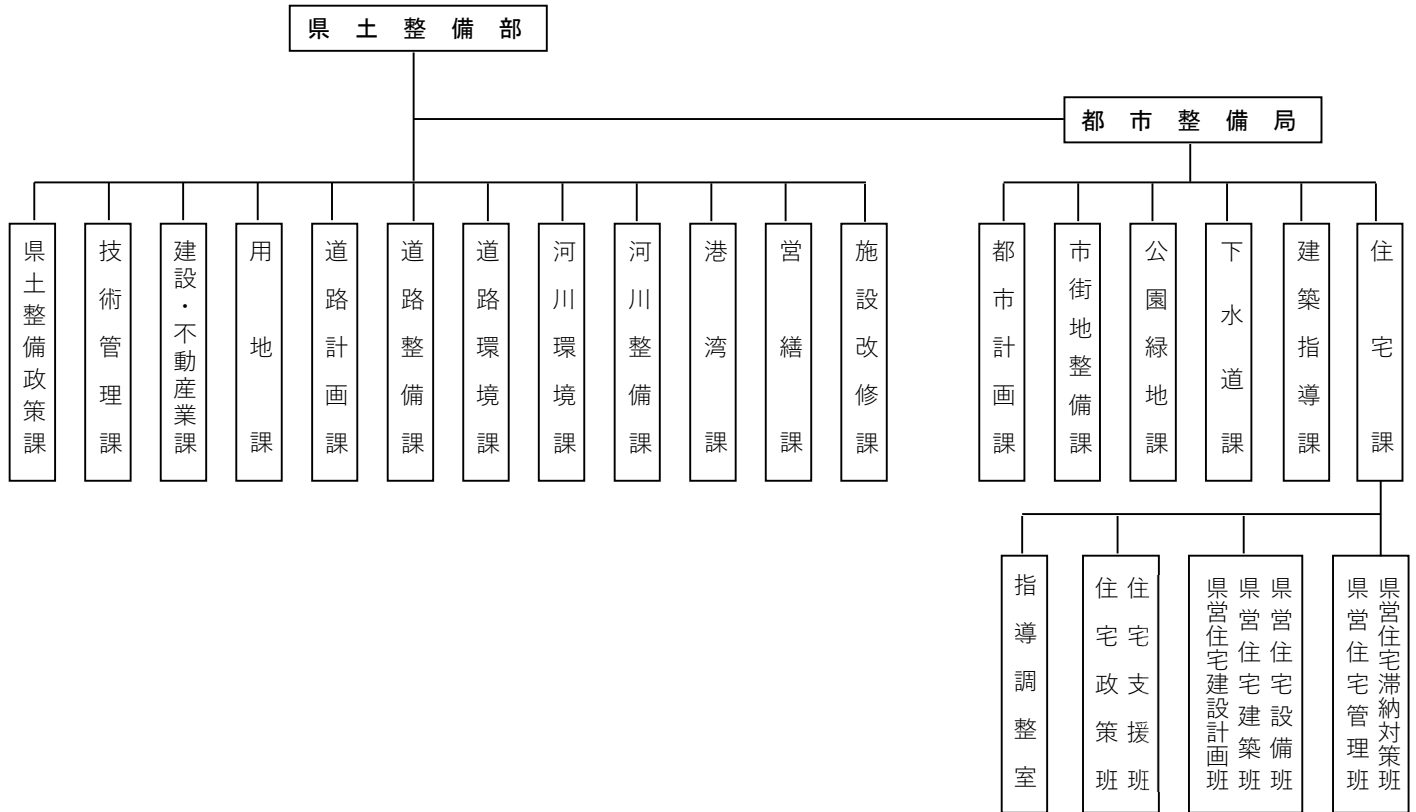 県土整備部
都市整備局
県土整備政策課
技術管理課
建設・不動産業課
用地課
道路計画課
道路整備課
道路環境課
河川環境課
河川整備課
港湾課
営繕課
施設改修課
都市計画課
市街地整備課
公園緑地課
下水道課
建築指導課
住宅課
指導調整室
住宅支援班
住宅政策班
県営住宅設備班
県営住宅建築班
県営住宅建設計画班
県営住宅滞納対策班
県営住宅管理班